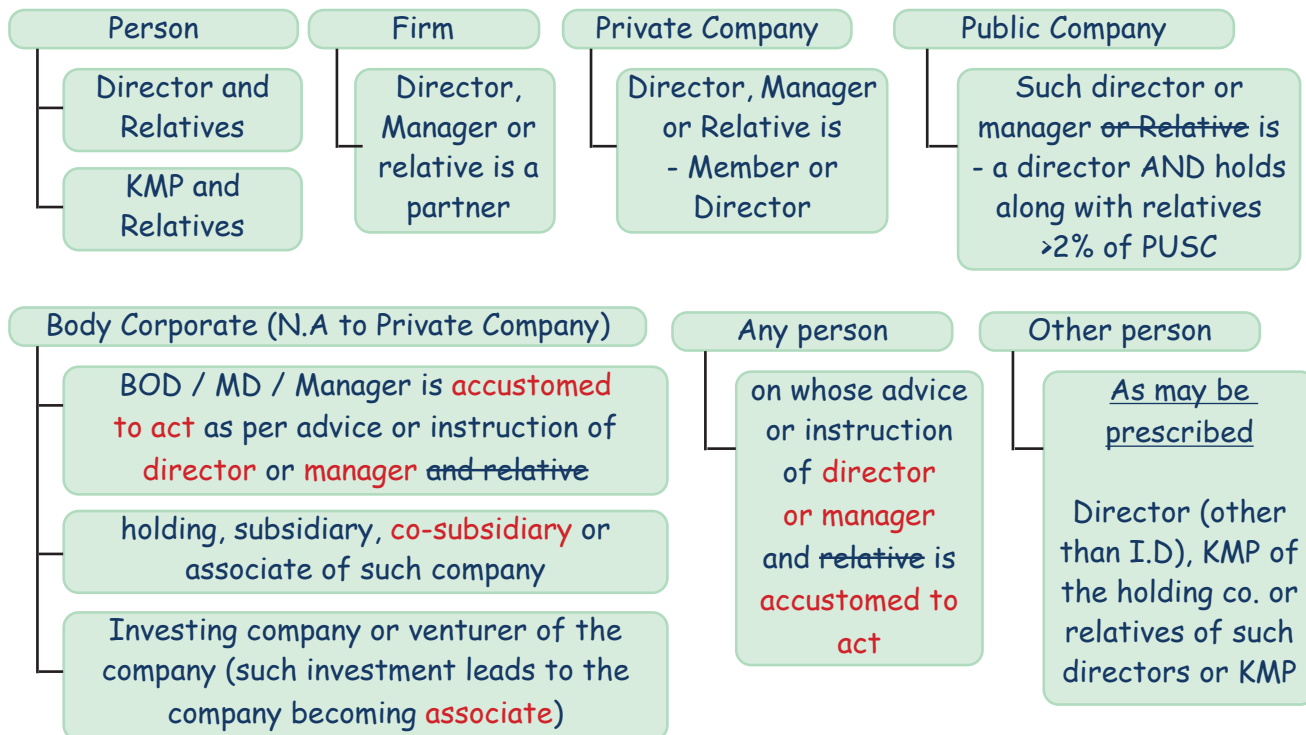 Person
Director and
Relatives
KMP and
Relatives
Firm
Director,
Manager or
relative is a
partner
Private Company
Director, Manager
or Relative is
- Member or
Director
Public Company
Such director or
manager or Relative is
- a director AND holds
along with relatives
>2% of PUSC
Body Corporate (N.A to Private Company)
BOD / MD / Manager is accustomed
to act as per advice or instruction of
director or manager and relative
holding, subsidiary, co-subsidiary or
associate of such company
Investing company or venturer of the
company (such investment leads to the
company becoming associate)
Any person
on whose advice
or instruction
of director
or manager
and relative is
accustomed to
act
Other person
As may be
prescribed
Director (other
than I.D), KMP of
the holding co. or
relatives of such
directors or KMP